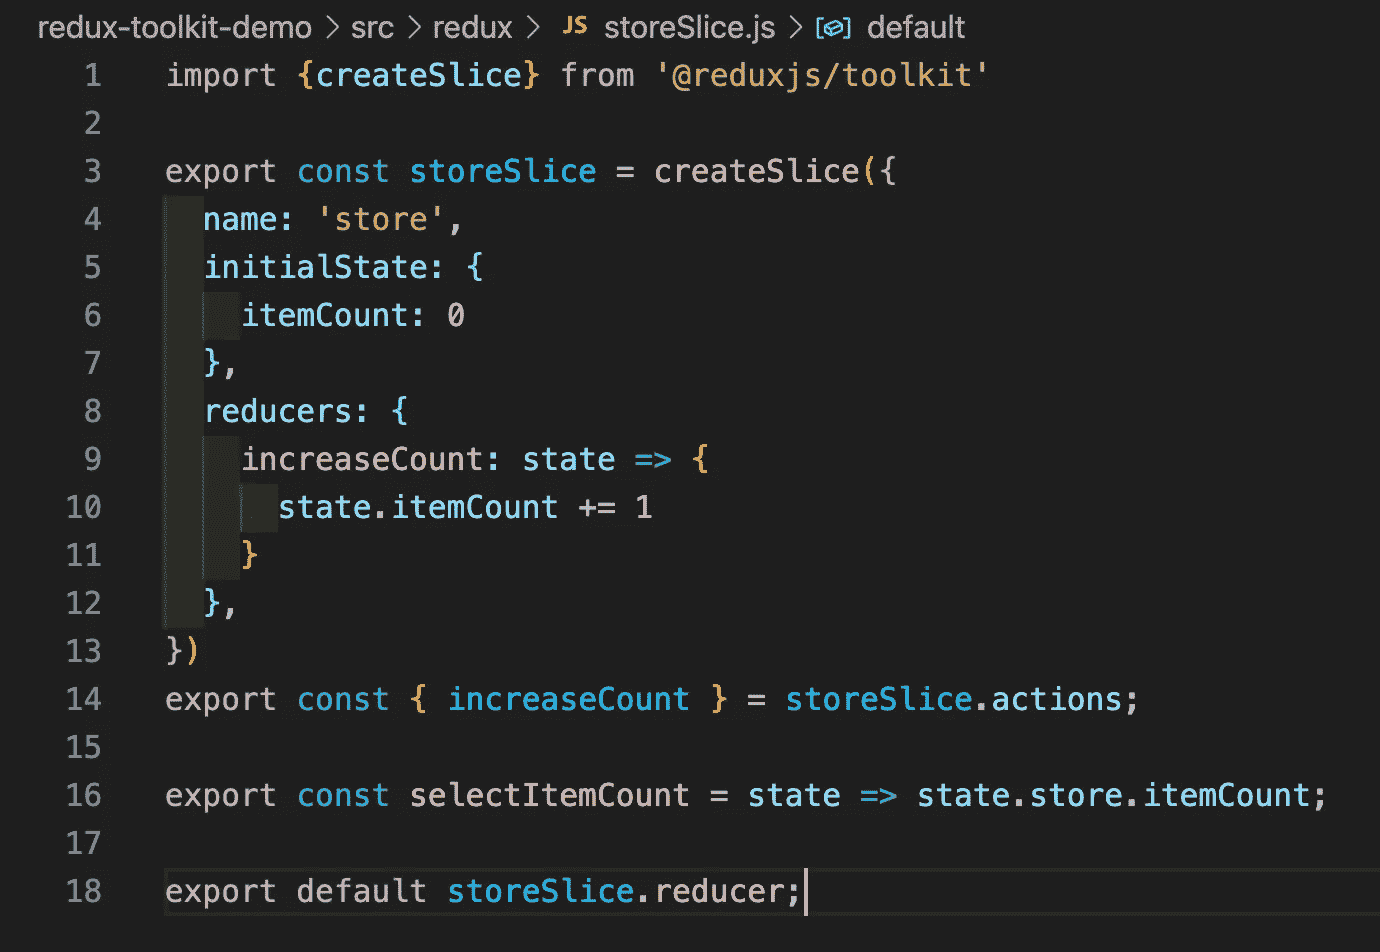 redux-toolkit-demo > src > redux > JS storeSlice.js > default
1 import {createSlice} from '@reduxjs/toolkit'
2
3 export const storeSlice = createSlice({
4   name: 'store',
5   initialState: {
6     itemCount: 0
7   },
8   reducers: {
9     increaseCount: state => {
10       state.itemCount += 1
11     }
12   },
13 })
14 export const { increaseCount } = storeSlice.actions;
15
16 export const selectItemCount = state => state.store.itemCount;
17
18 export default storeSlice.reducer;